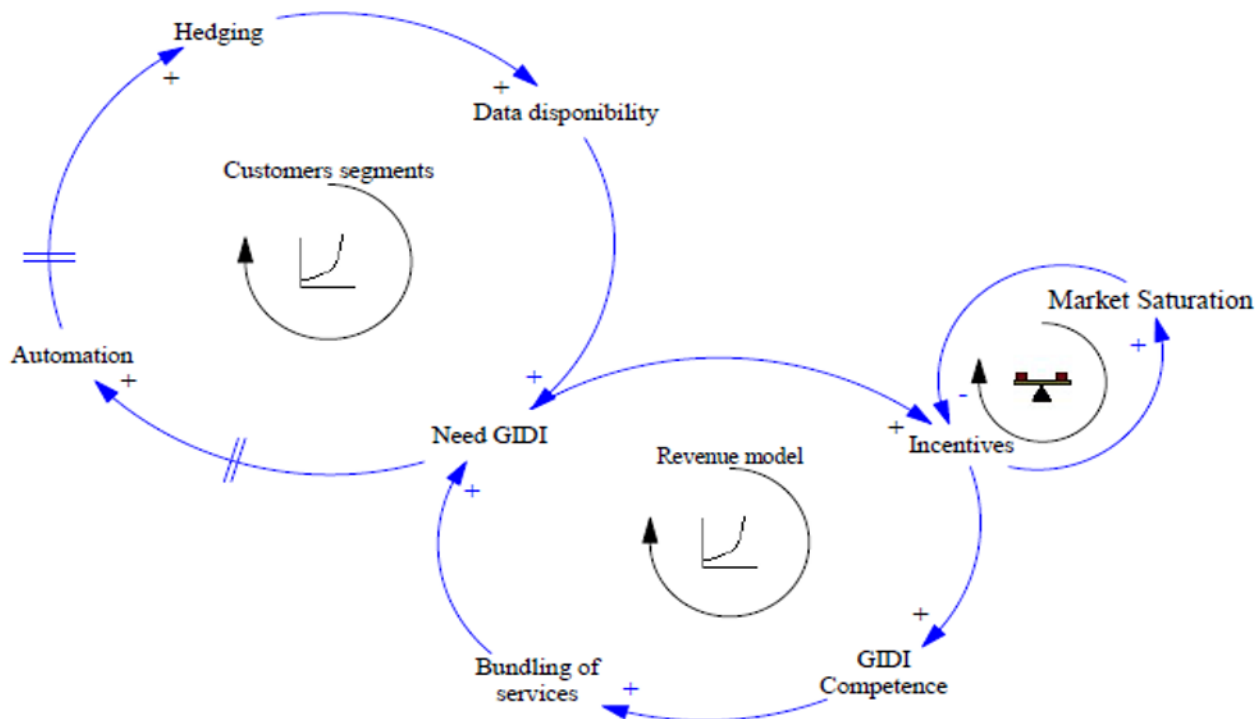 Hedging
+
+
Data disponibility
Customers segments
Market Saturation
+
Automation
+
+
-
Need GIDI
+
Incentives
Revenue model
+
+
GIDI
Competence
Bundling of
services
+